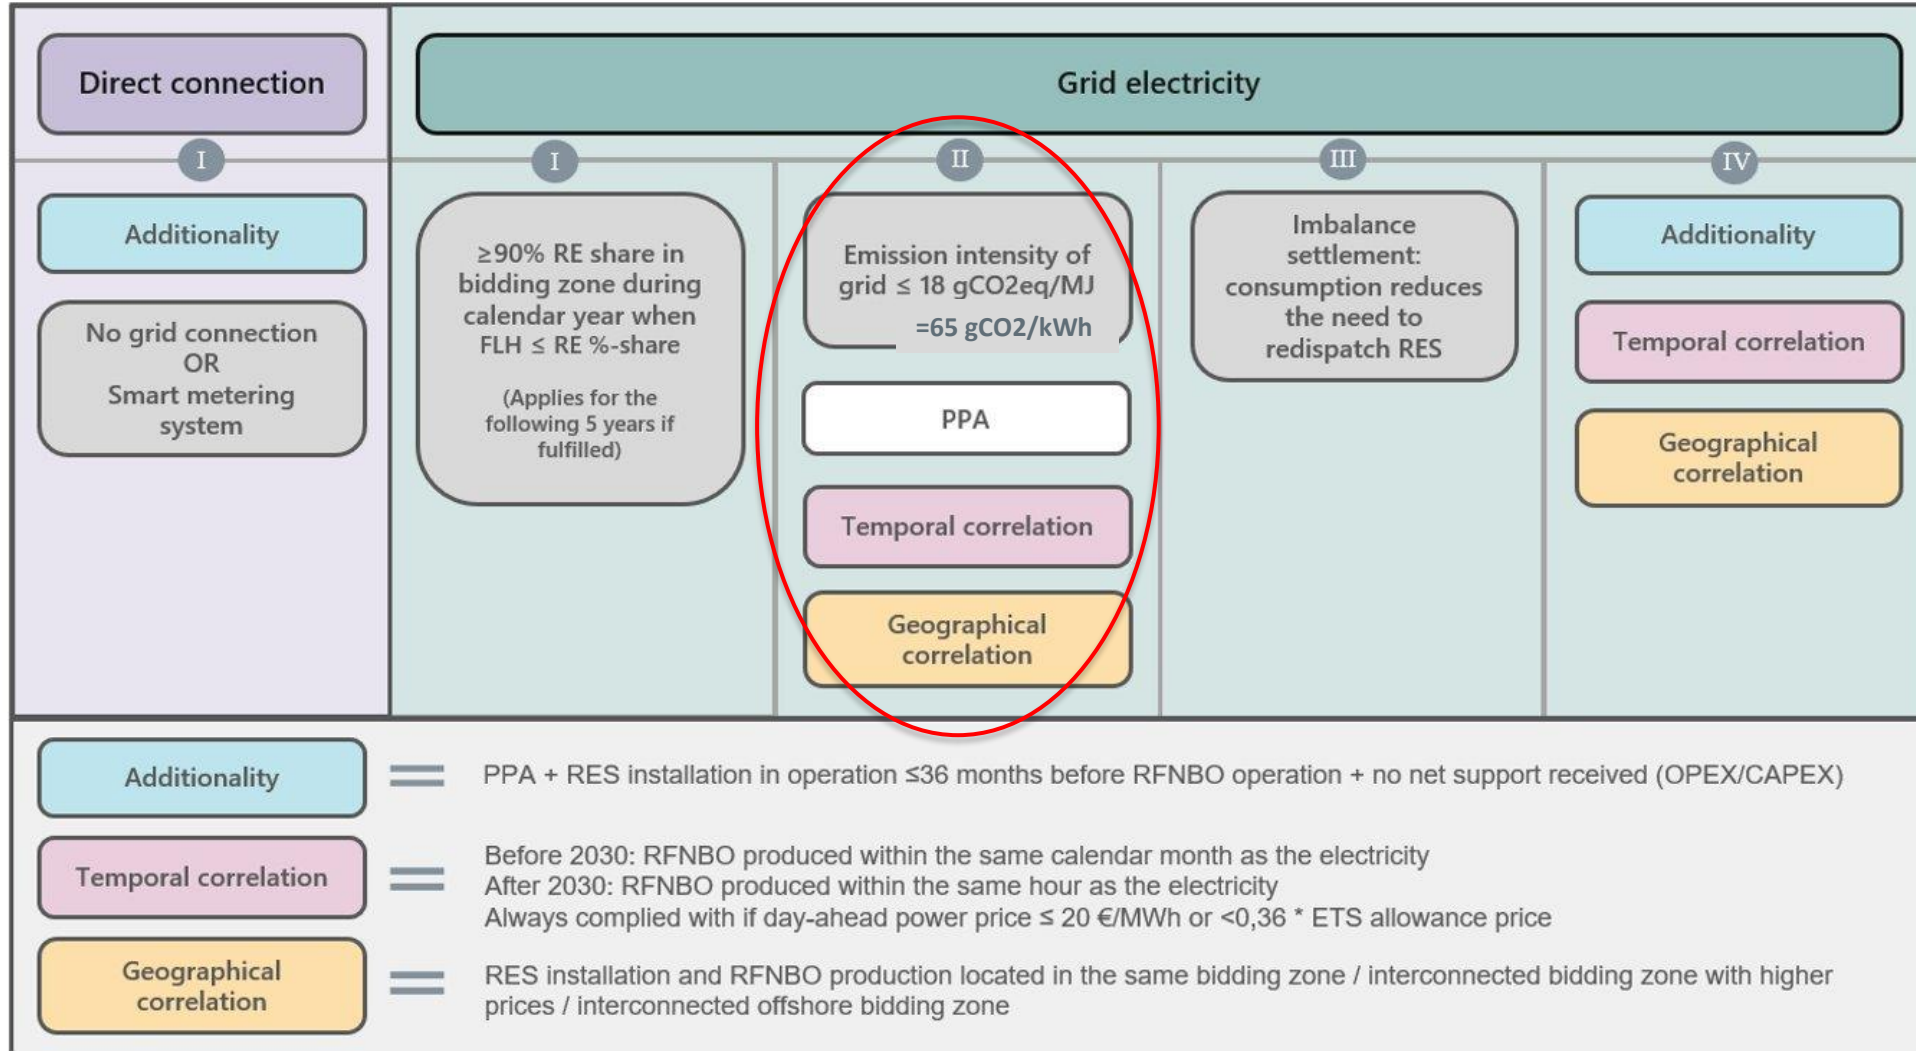 Direct connection
Grid electricity
I
I
II
III
IV
Additionality
No grid connection
OR
Smart metering
system
≥90% RE share in
bidding zone during
calendar year when
FLH ≤ RE %-share
(Applies for the
following 5 years if
fulfilled)
Emission intensity of
grid ≤ 18 gCO2eq/MJ
=65 gCO2/kWh
PPA
Temporal correlation
Geographical
correlation
Imbalance
settlement:
consumption reduces
the need to
redispatch RES
Additionality
Temporal correlation
Geographical
correlation
Additionality
PPA + RES installation in operation ≤36 months before RFNBO operation + no net support received (OPEX/CAPEX)
Temporal correlation
Before 2030: RFNBO produced within the same calendar month as the electricity
After 2030: RFNBO produced within the same hour as the electricity
Always complied with if day-ahead power price ≤ 20 €/MWh or <0,36 * ETS allowance price
Geographical
correlation
RES installation and RFNBO production located in the same bidding zone / interconnected bidding zone with higher
prices / interconnected offshore bidding zone